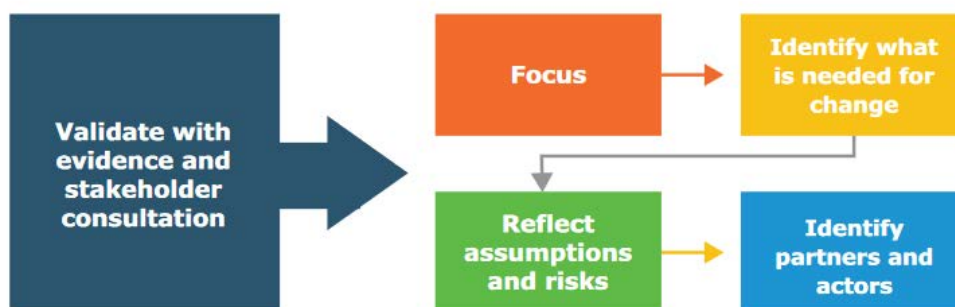 Validate with
evidence and
stakeholder
consultation
Focus
Identify what
is needed for
change
Reflect
assumptions
and risks
Identify
partners and
actors